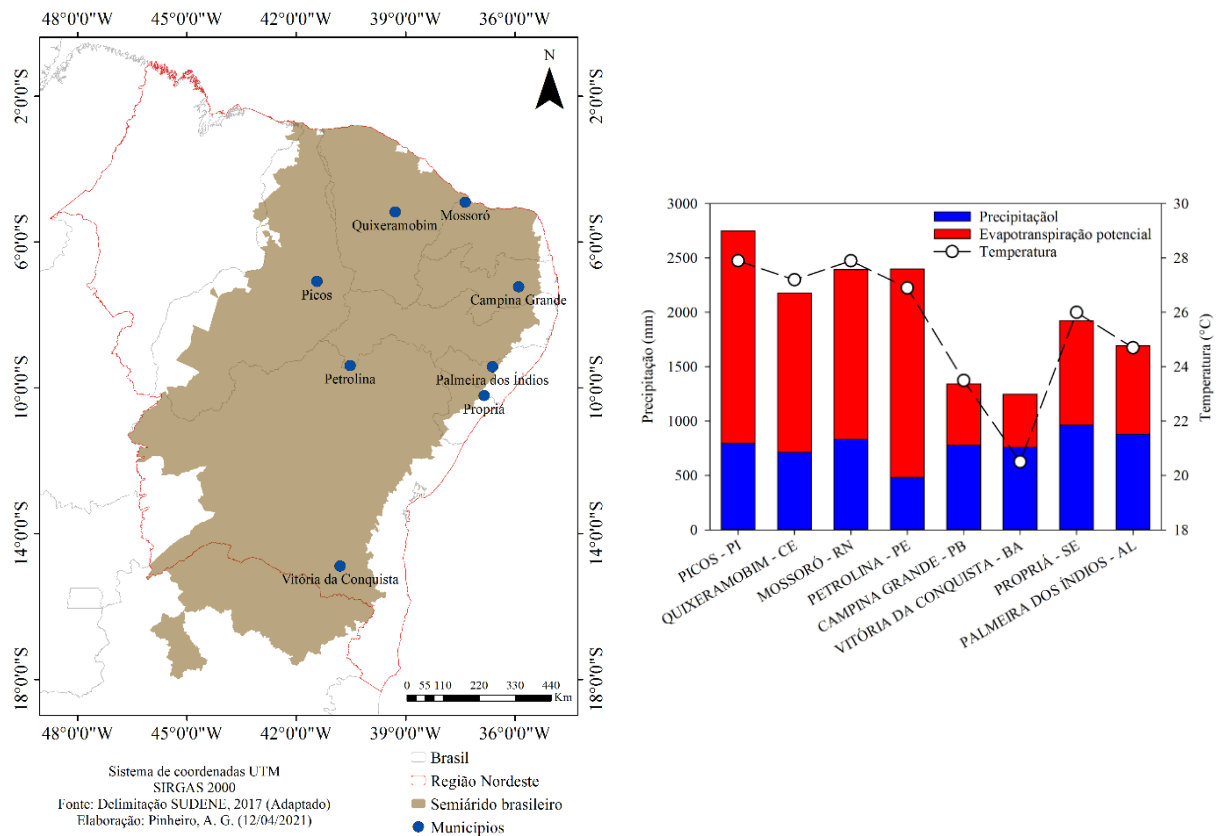 48°0'0"W 45°0'0"W 42°0'0"W 39°0'0"W 36°0'0"W
N
2°0'0"S
6°0'0"S
10°0'0"S
14°0'0"S
18°0'0"S
2°0'0"S
6°0'0"S
10°0'0"S
14°0'0"S
18°0'0"S
Mossoró
Quixeramobim
Picos
Campina Grande
Petrolina
Palmeira dos Índios
Propriá
Vitória da Conquista
0 55 110 220 330 440
Km
48°0'0"W 45°0'0"W 42°0'0"W 39°0'0"W 36°0'0"W
Sistema de coordenadas UTM
SIRGAS 2000
Fonte: Delimitação SUDENE, 2017 (Adaptado)
Elaboração: Pinheiro, A. G. (12/04/2021)
Brasil
Região Nordeste
Semiárido brasileiro
Municípios
Precipitação (mm)
3000
2500
2000
1500
1000
500
0
Precipitaçãol
Evapotranspiração potencial
Temperatura
30
28
26
24
22
20
18
Temperatura (°C)
PICOS - PI
QUIXERAMOBIM - CE
MOSSORÓ -RN
PETROLINA - PE
CAMPINA GRANDE -PB
VITÓRIA DA CONQUISTA - BA
PROPRIÁ - SE
PALMEIRA DOS ÍNDIOS - AL